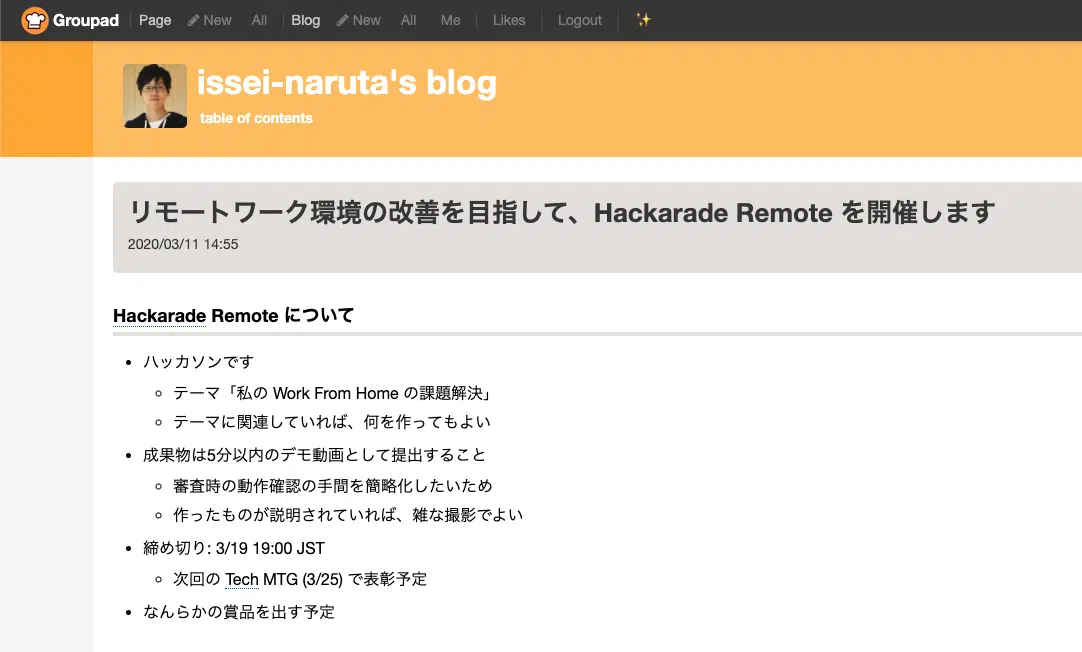 Groupad Page New All Blog New All Me Likes Logout
issei-naruta's blog
table of contents
リモートワーク環境の改善を目指して、Hackarade Remote を開催します
2020/03/11 14:55
Hackarade Remote について
ハッカソンです
テーマ「私の Work From Home の課題解決」
テーマに関連していれば、何を作ってもよい
成果物は5分以内のデモ動画として提出すること
審査時の動作確認の手間を簡略化したいため
作ったものが説明されていれば、雑な撮影でよい
締め切り: 3/19 19:00 JST
次回の Tech MTG (3/25) で表彰予定
なんらかの賞品を出す予定